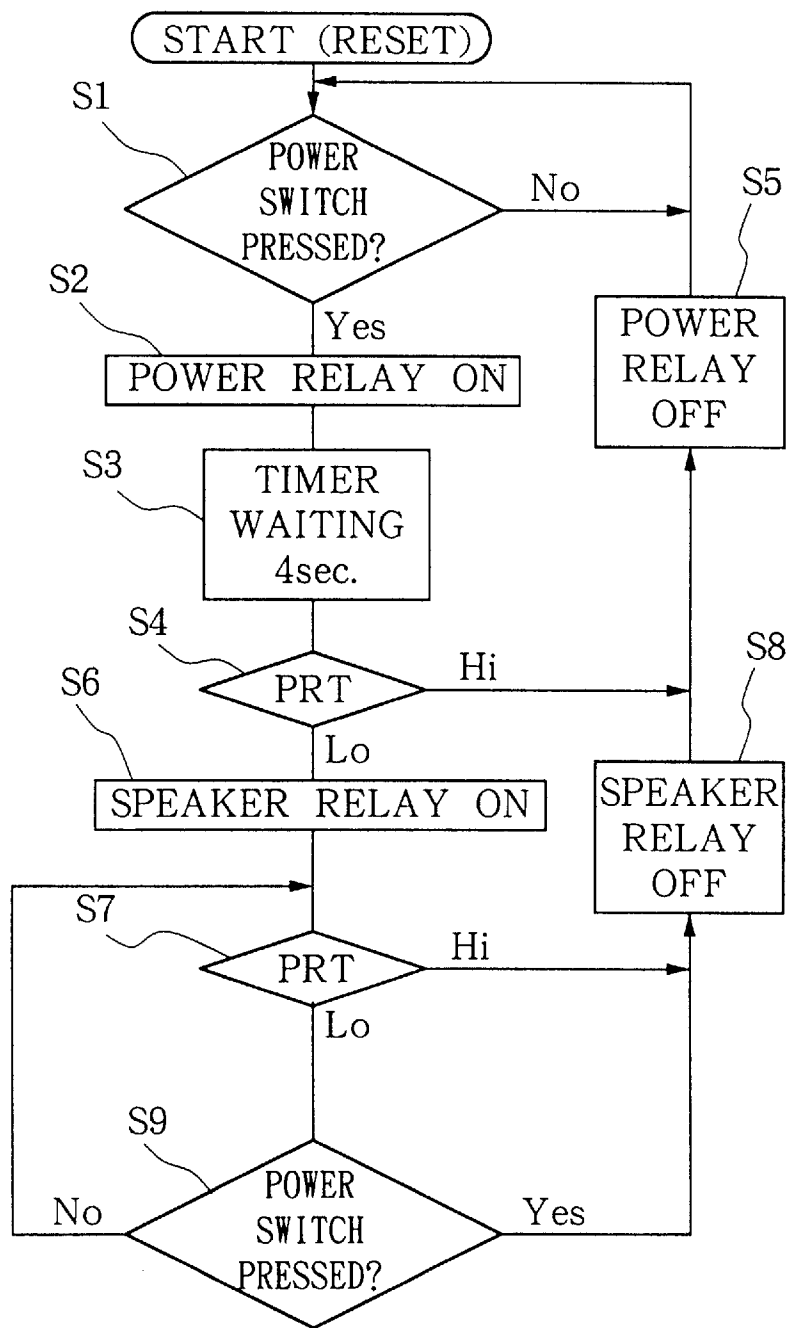 START (RESET)
S1
POWER
SWITCH
PRESSED?
No
S5
S2
Yes
POWER RELAY ON
POWER
RELAY
OFF
S3
TIMER
WAITING
4sec.
S4
PRT
Hi
S8
S6
Lo
SPEAKER RELAY ON
SPEAKER
RELAY
OFF
S7
PRT
Hi
Lo
S9
POWER
SWITCH
PRESSED?
No
Yes